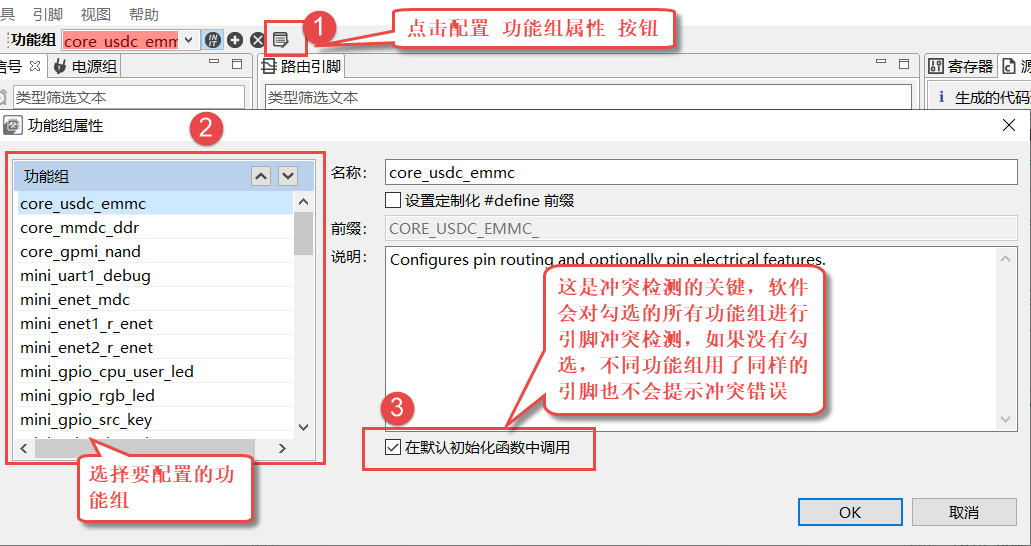 具 引脚 视图 帮助
1
点击配置 功能组属性 按钮
功能组 core_usdc_emm
信号 电源组 路由引脚 寄存器 源
类型筛选文本 类型筛选文本 i 生成的代码
功能组属性
2
功能组
core_usdc_emmc
core_mmdc_ddr
core_gpmi_nand
mini_uart1_debug
mini_enet_mdc
mini_enet1_r_enet
mini_enet2_r_enet
mini_gpio_cpu_user_led
mini_gpio_rgb_led
mini_gpio_src_key
选择要配置的功
能组
名称: core_usdc_emmc
设置定制化 #define 前缀
前缀: CORE_USDC_EMMC_
说明: Configures pin routing and optionally pin electrical features.
这是冲突检测的关键，软件
会对勾选的所有功能组进行
引脚冲突检测，如果没有勾
选，不同功能组用了同样的
引脚也不会提示冲突错误
3
在默认初始化函数中调用
OK 取消